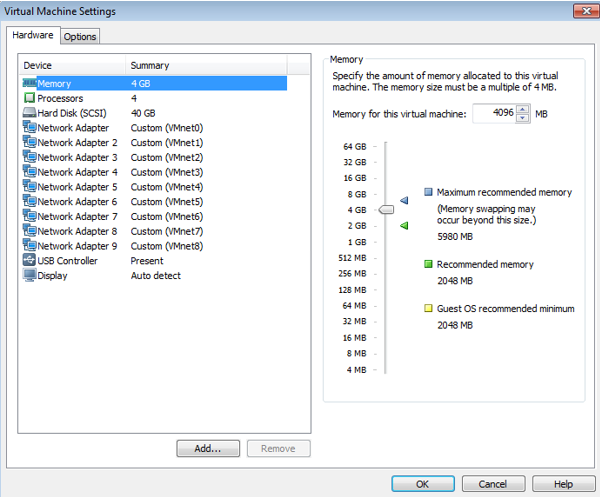 Virtual Machine Settings
Hardware Options
Device Summary
Memory 4 GB
Processors 4
Hard Disk (SCSI) 40 GB
Network Adapter Custom (VMnet0)
Network Adapter 2 Custom (VMnet1)
Network Adapter 3 Custom (VMnet2)
Network Adapter 4 Custom (VMnet3)
Network Adapter 5 Custom (VMnet4)
Network Adapter 6 Custom (VMnet5)
Network Adapter 7 Custom (VMnet6)
Network Adapter 8 Custom (VMnet7)
Network Adapter 9 Custom (VMnet8)
USB Controller Present
Display Auto detect
Add... Remove
Memory
Specify the amount of memory allocated to this virtual
machine. The memory size must be a multiple of 4 MB.
Memory for this virtual machine: 4096 MB
64 GB
32 GB
16 GB
8 GB
4 GB
2 GB
1 GB
512 MB
256 MB
128 MB
64 MB
32 MB
16 MB
8 MB
4 MB
Maximum recommended memory
(Memory swapping may
occur beyond this size.)
5980 MB
Recommended memory
2048 MB
Guest OS recommended minimum
2048 MB
OK Cancel Help